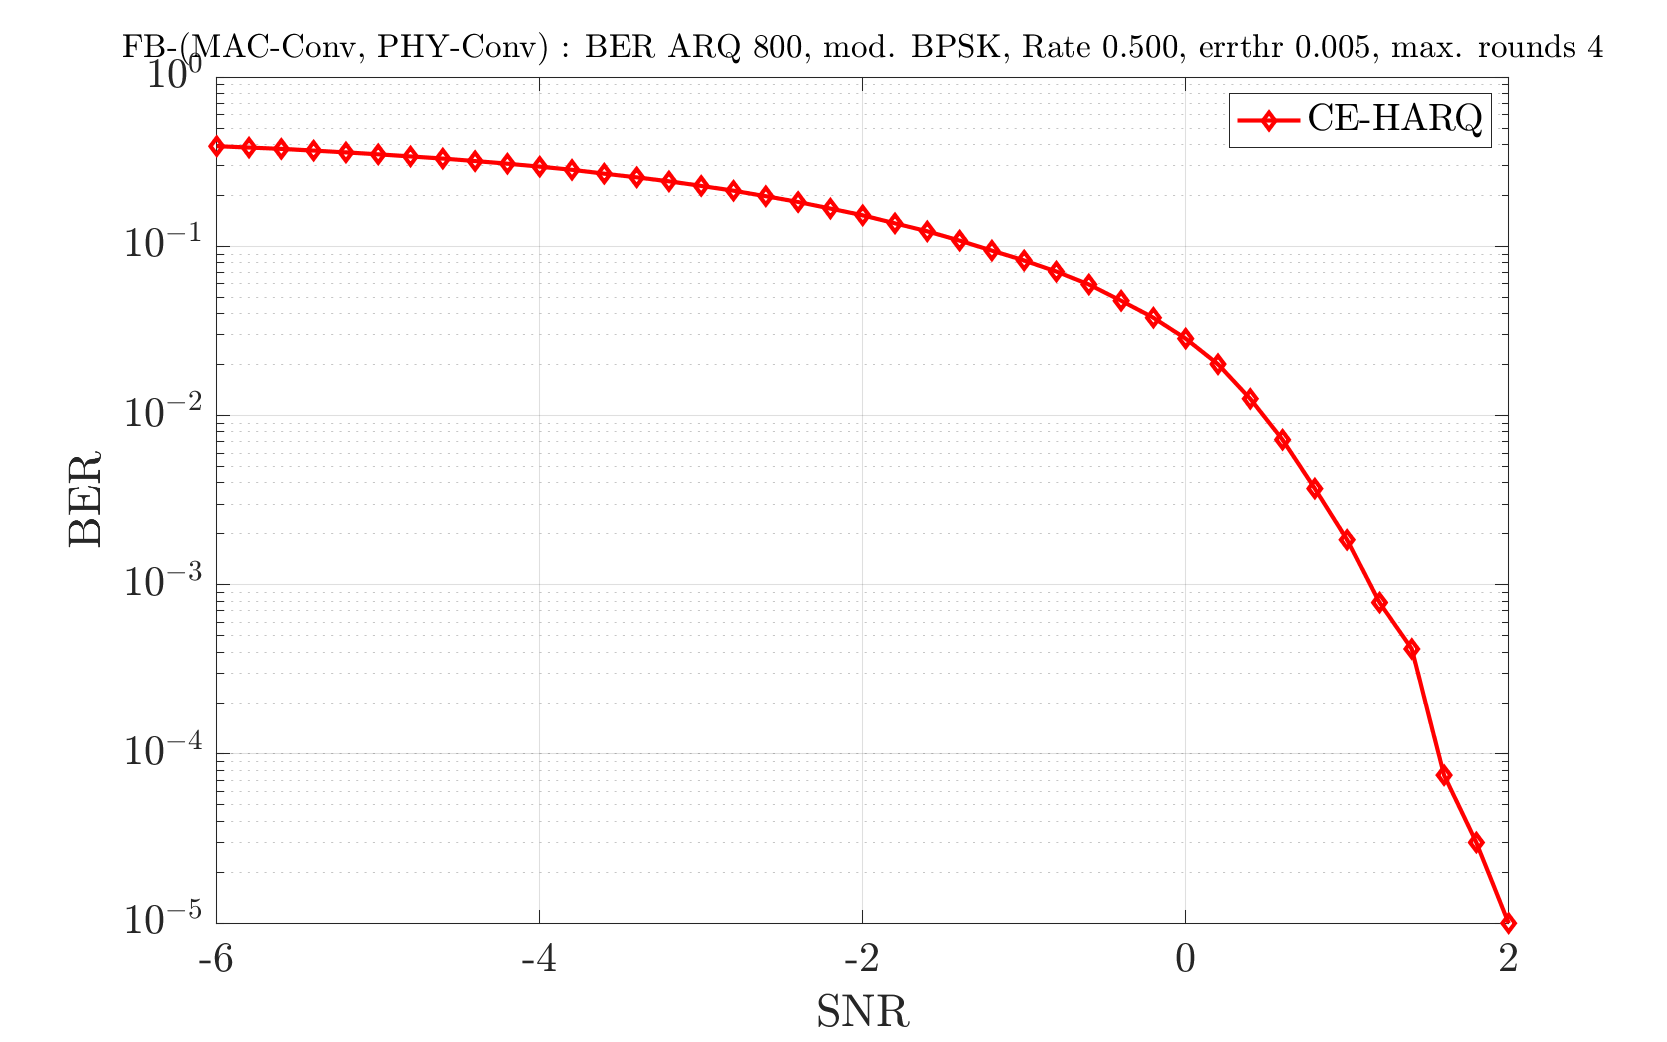 FB-(MAC-Conv, PHY-Conv) : BER ARQ 800, mod. BPSK, Rate 0.500, errthr 0.005, max. rounds 4
10⁰
CE-HARQ
10⁻¹
10⁻²
BER
10⁻³
10⁻⁴
10⁻⁵
-6 -4 -2 0 2
SNR